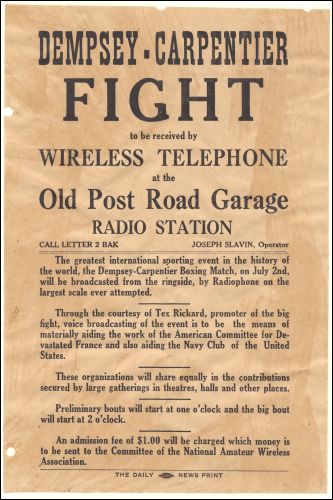 DEMPSEY-CARPENTIER
FIGHT
to be received by
WIRELESS TELEPHONE
at the
Old Post Road Garage
RADIO STATION
CALL LETTER 2 BAK JOSEPH SLAVIN, Operator
The greatest international sporting event in the history of
the world, the Dempsey-Carpentier Boxing Match, on July 2nd,
will be broadcasted from the ringside, by Radiophone on the
largest scale ever attempted.
Through the courtesy of Tex Rickard, promoter of the big
fight, voice broadcasting of the event is to be the means of
materially aiding the work of the American Committee for De-
vastated France and also aiding the Navy Club of the United
States.
These organizations will share equally in the contributions
secured by large gatherings in theatres, halls and other places.
Preliminary bouts will start at one o'clock and the big bout
will start at 2 o'clock.
An admission fee of $1.00 will be charged which money is
to be sent to the Committee of the National Amateur Wireless
Association.
THE DAILY NEWS PRINT